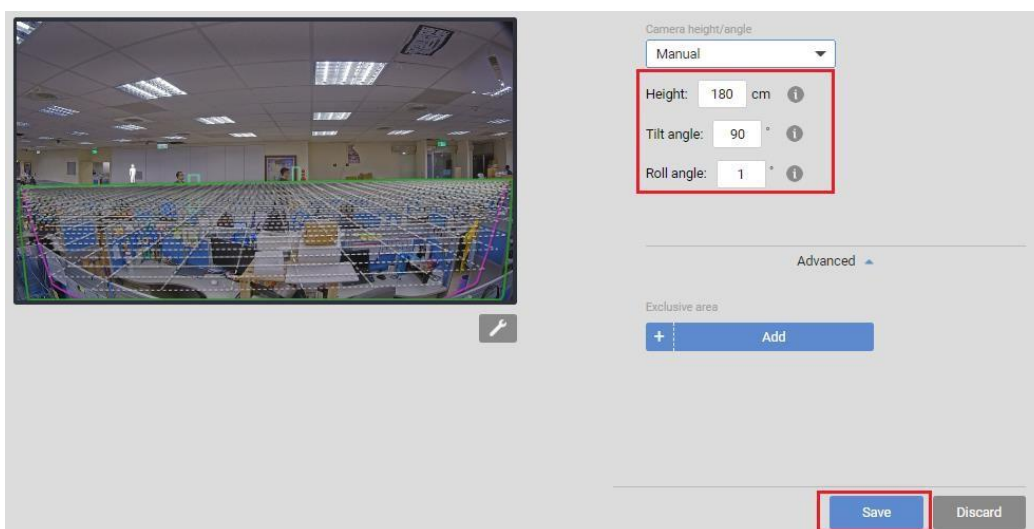 Camera height/angle
Manual
Height: 180 cm
Tilt angle: 90 °
Roll angle: 1 °
Advanced
Exclusive area
+ Add
Save Discard